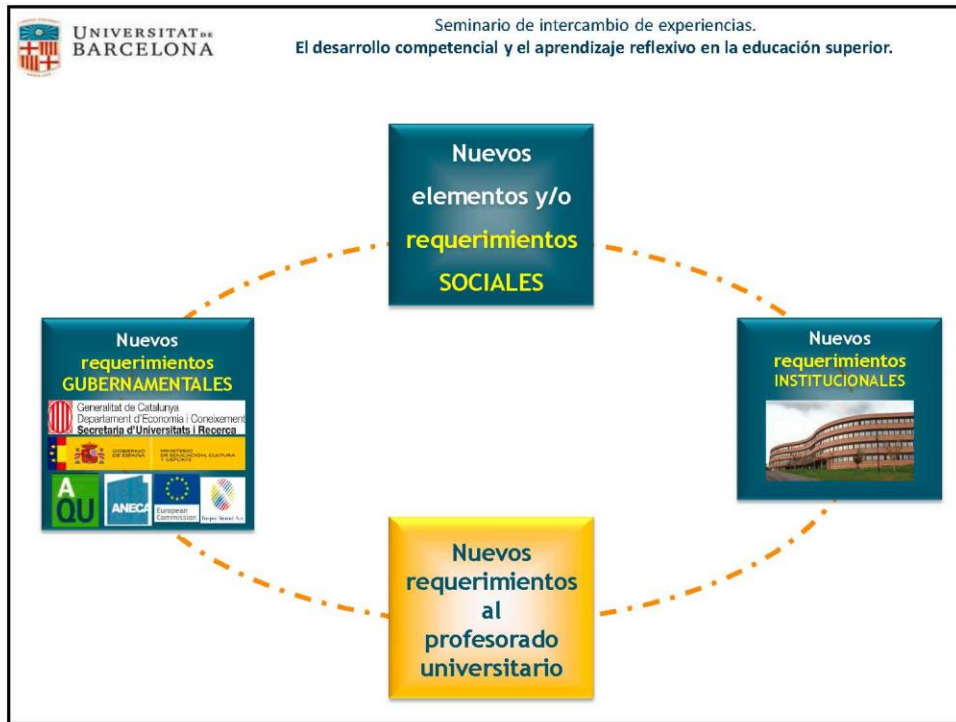 UNIVERSITAT DE
BARCELONA
Seminario de intercambio de experiencias.
El desarrollo competencial y el aprendizaje reflexivo en la educación superior.
Nuevos
elementos y/o
requerimientos
SOCIALES
Nuevos
requerimientos
GUBERNAMENTALES
Generalitat de Catalunya
Departament d'Economia i Coneixement
Secretaria d'Universitats i Recerca
GOBIERNO
DE ESPAÑA
MINISTERIO
DE EDUCACIÓN, CULTURA
Y DEPORTE
A
QU
ANECA
European
Commission
Nuevos
requerimientos
INSTITUCIONALES
Nuevos
requerimientos
al
profesorado
universitario